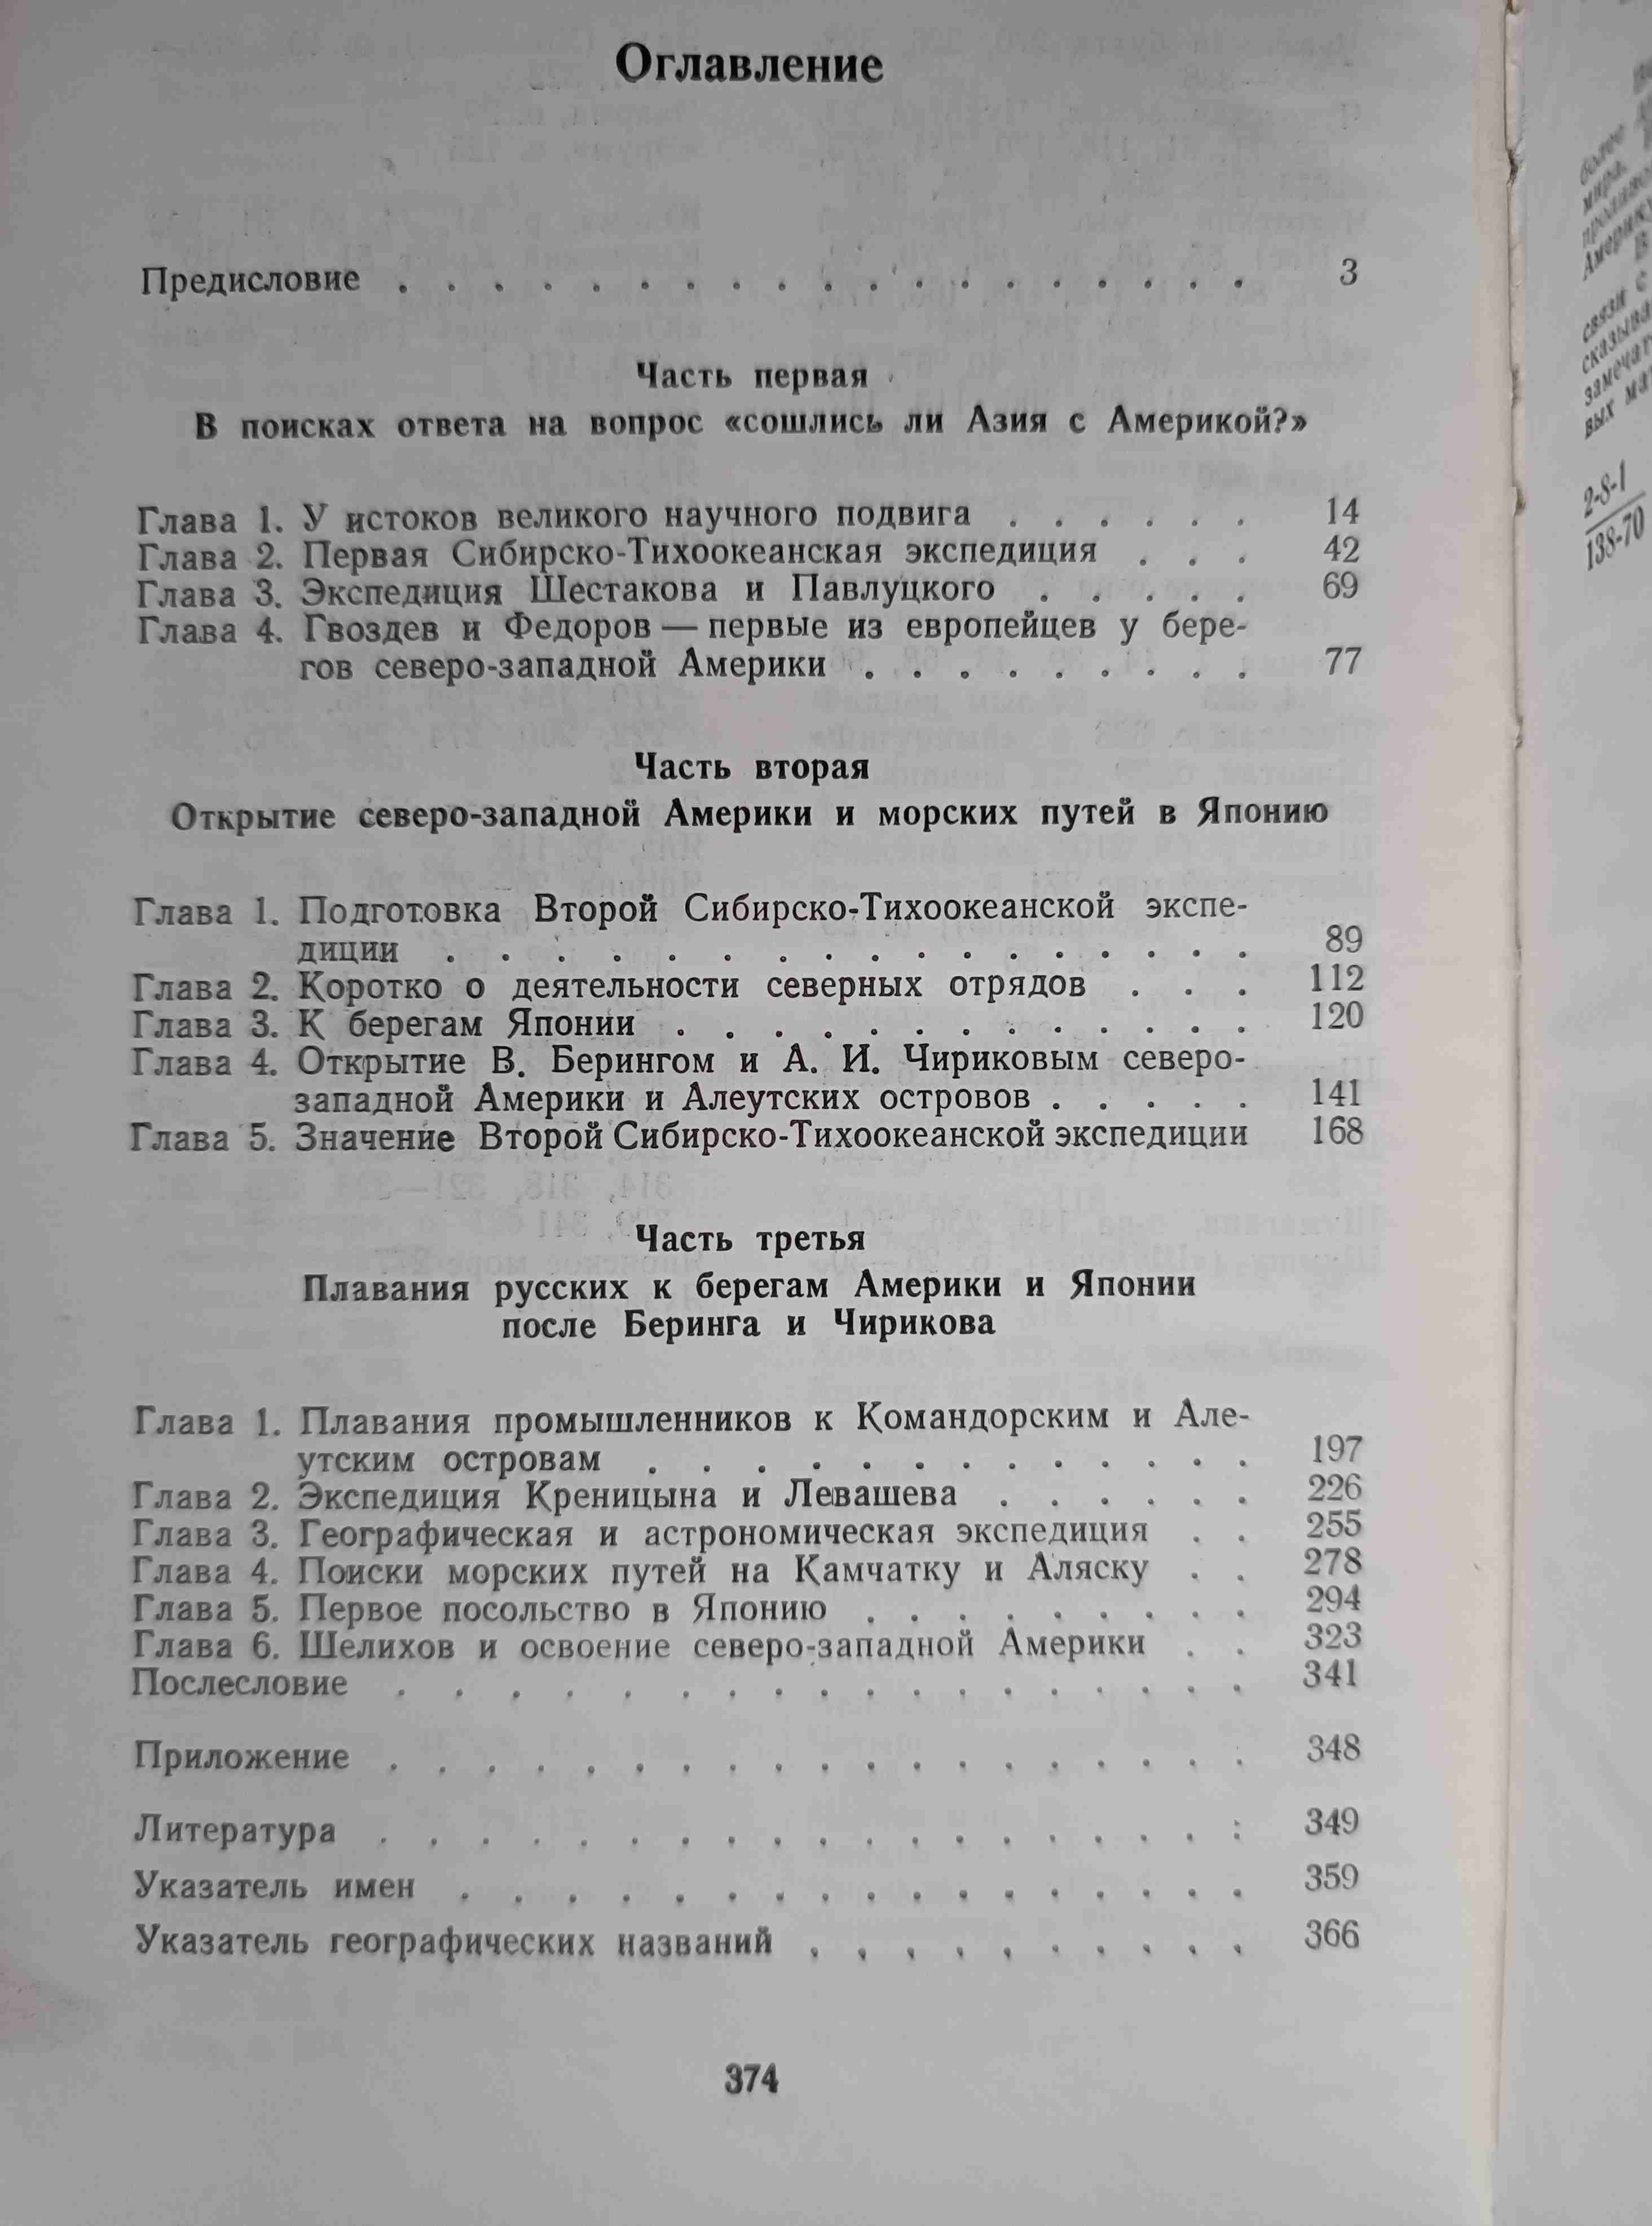 Оглавление
Предисловие . . . . . . . . . . . . . . . . . . 3
Часть первая
В поисках ответа на вопрос «сошлись ли Азия с Америкой?»
Глава 1. У истоков великого научного подвига . . . . . . 14
Глава 2. Первая Сибирско-Тихоокеанская экспедиция . . . 42
Глава 3. Экспедиция Шестакова и Павлуцкого . . . . . 69
Глава 4. Гвоздев и Федоров — первые из европейцев у бере-
гов северо-западной Америки . . . . . . . . . 77
Часть вторая
Открытие северо-западной Америки и морских путей в Японию
Глава 1. Подготовка Второй Сибирско-Тихоокеанской экспе-
диции . . . . . . . . . . . . . . . . 89
Глава 2. Коротко о деятельности северных отрядов . . . 112
Глава 3. К берегам Японии . . . . . . . . . . . . . 120
Глава 4. Открытие В. Берингом и А. И. Чириковым северо-
западной Америки и Алеутских островов . . . . . 141
Глава 5. Значение Второй Сибирско-Тихоокеанской экспедиции 168
Часть третья
Плавания русских к берегам Америки и Японии
после Беринга и Чирикова
Глава 1. Плавания промышленников к Командорским и Але-
утским островам . . . . . . . . . . . . 197
Глава 2. Экспедиция Креницына и Левашева . . . . . . 226
Глава 3. Географическая и астрономическая экспедиция . . 255
Глава 4. Поиски морских путей на Камчатку и Аляску . . 278
Глава 5. Первое посольство в Японию . . . . . . . . . 294
Глава 6. Шелихов и освоение северо-западной Америки . . 323
Послесловие . . . . . . . . . . . . . . . . . 341
Приложение . . . . . . . . . . . . . . . . . . 348
Литература . . . . . . . . . . . . . . . . . . 349
Указатель имен . . . . . . . . . . . . . . . . 359
Указатель географических названий . . . . . . . . . . 366
374
более
мира.
В
связи с
вых
2-8-1
138-70